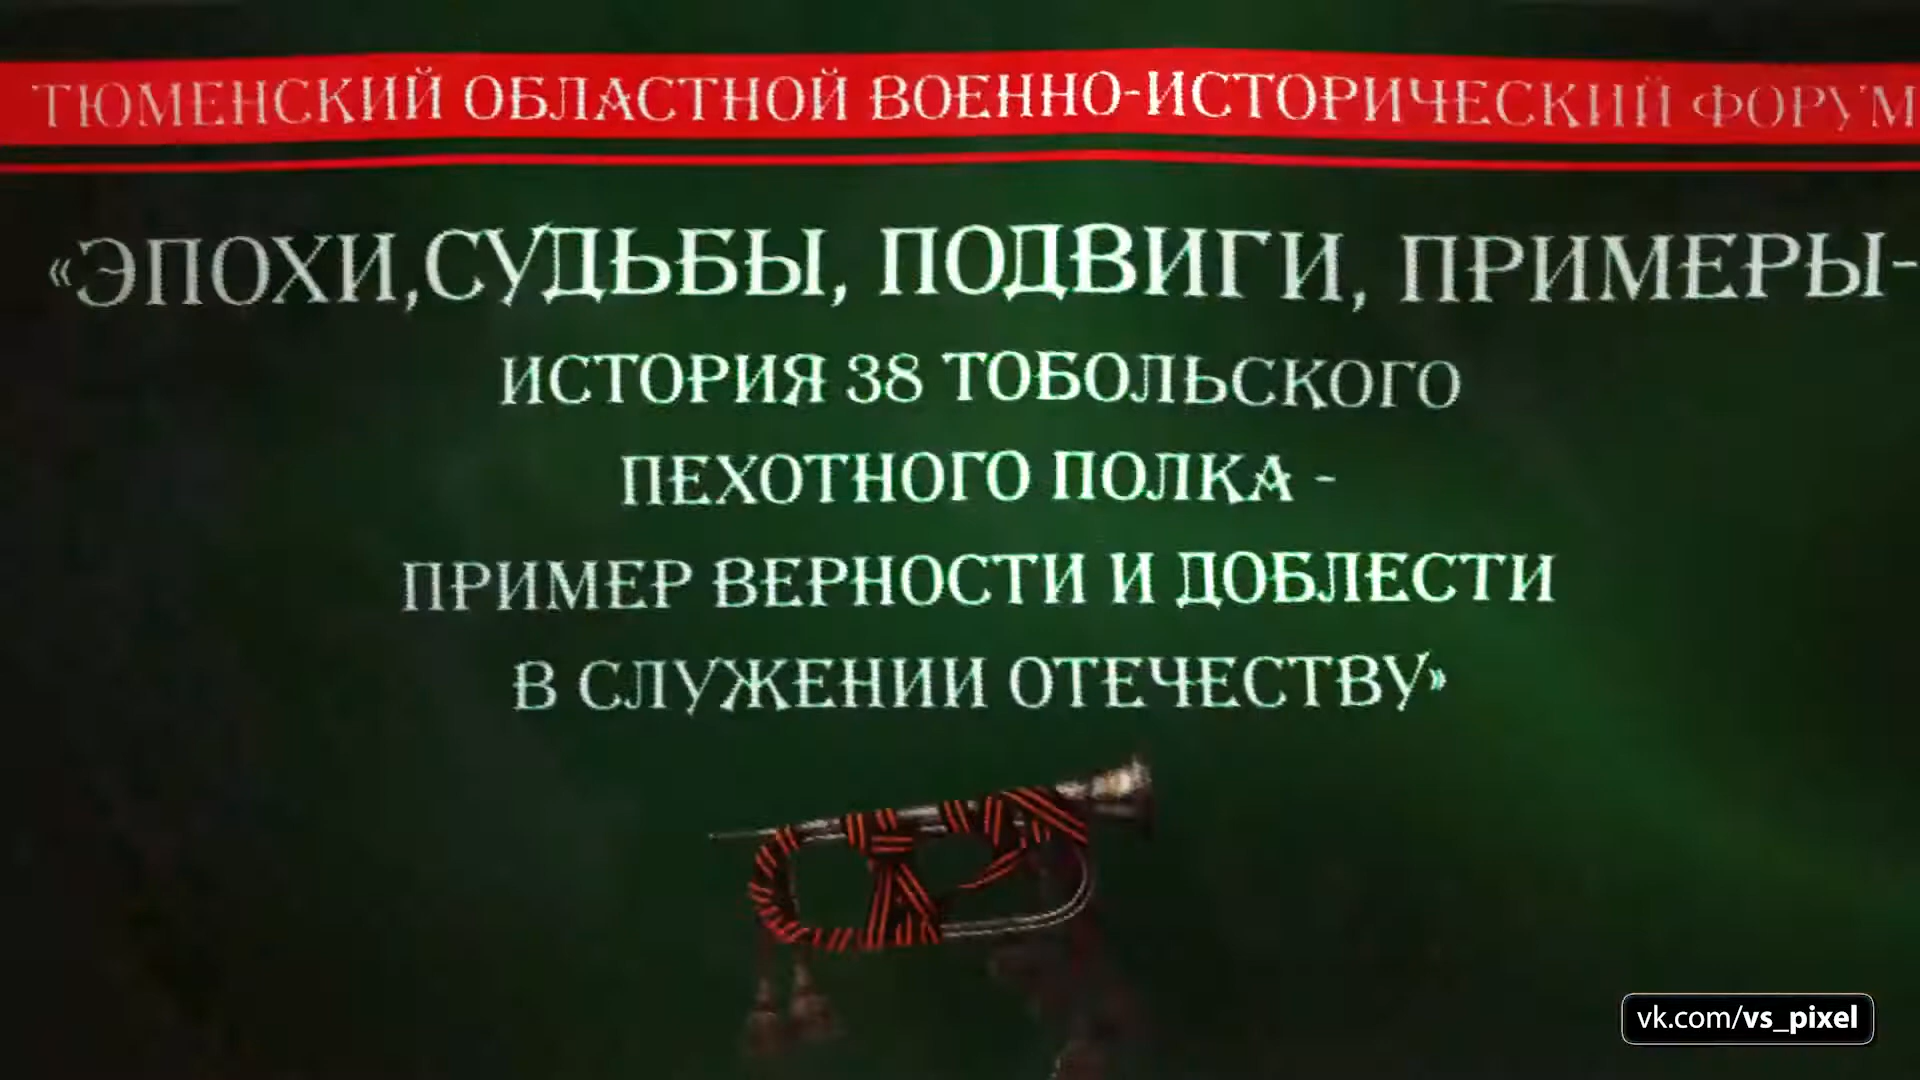 ТЮМЕНСКИЙ ОБЛАСТНОЙ ВОЕННО-ИСТОРИЧЕСКИЙ ФОРУМ
«ЭПОХИ,СУДЬБЫ, ПОДВИГИ, ПРИМЕРЫ-
ИСТОРИЯ 38 ТОБОЛЬСКОГО
ПЕХОТНОГО ПОЛКА -
ПРИМЕР ВЕРНОСТИ И ДОБЛЕСТИ
В СЛУЖЕНИИ ОТЕЧЕСТВУ»
vk.com/vs_pixel